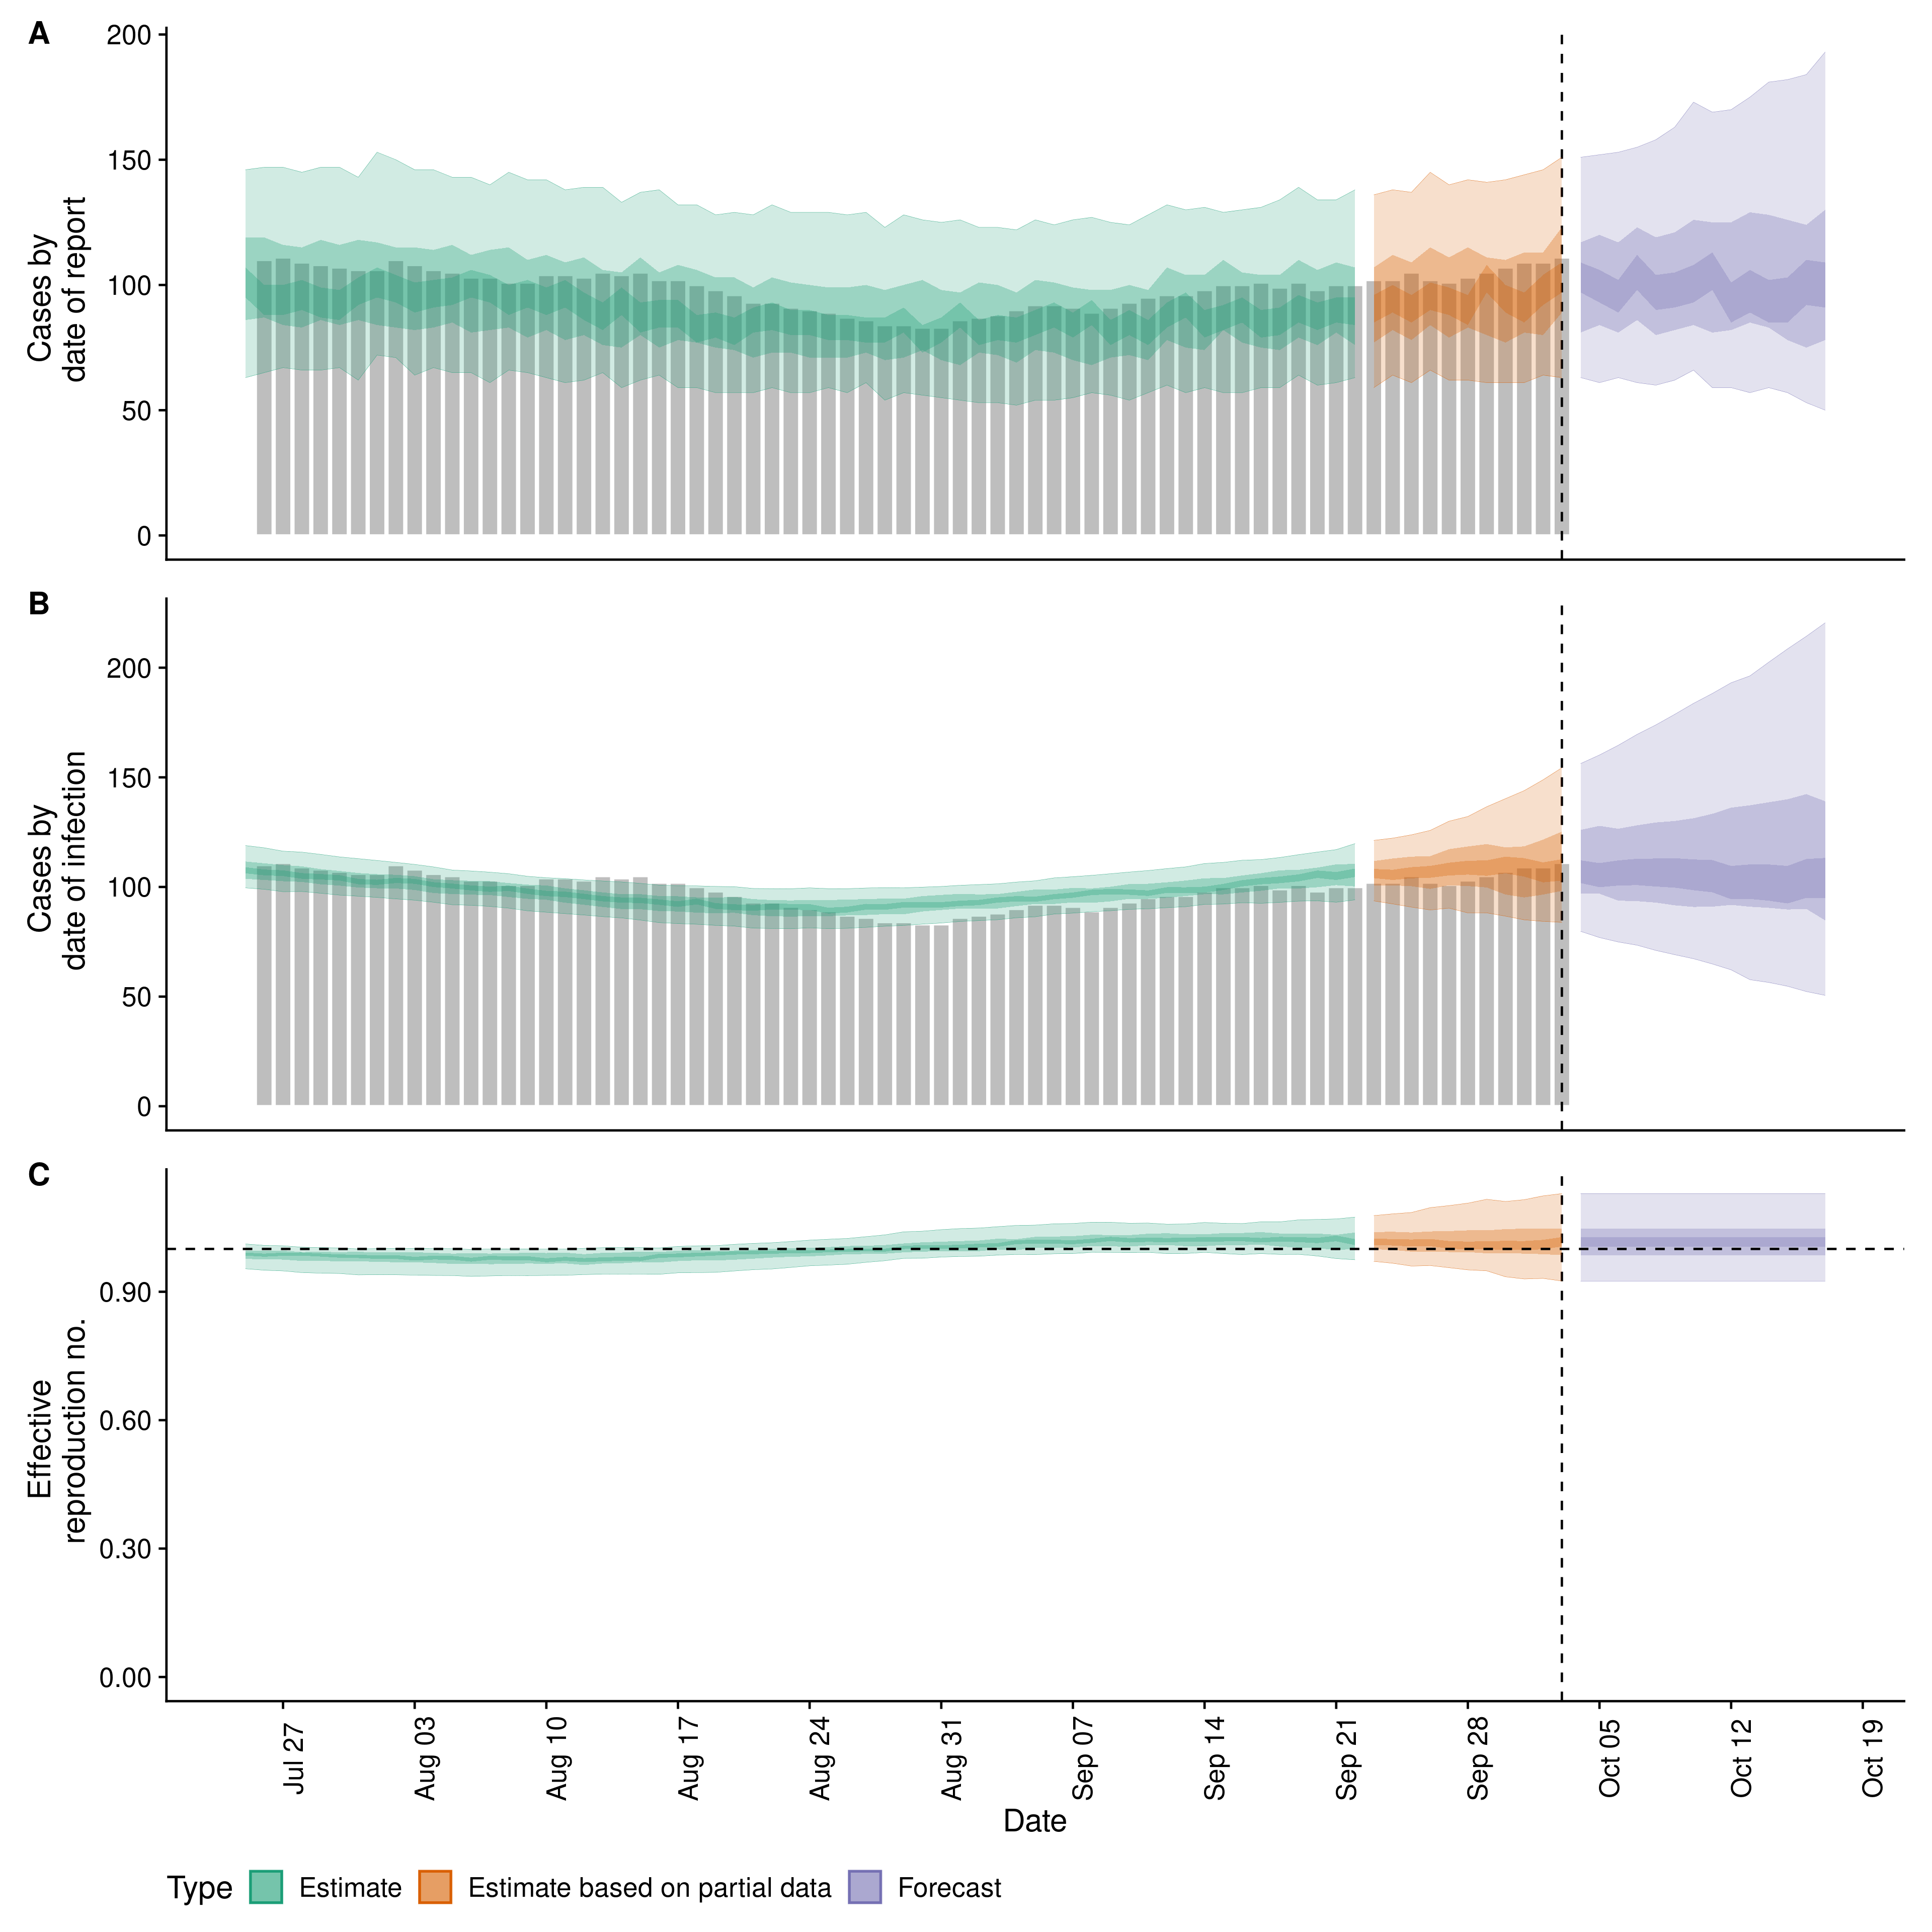 A
Cases by
date of report
200
150
100
50
0
B
Cases by
date of infection
200
150
100
50
0
C
Effective
reproduction no.
0.90
0.60
0.30
0.00
Jul 27
Aug 03
Aug 10
Aug 17
Aug 24
Aug 31
Sep 07
Sep 14
Sep 21
Sep 28
Oct 05
Oct 12
Oct 19
Date
Type Estimate Estimate based on partial data Forecast